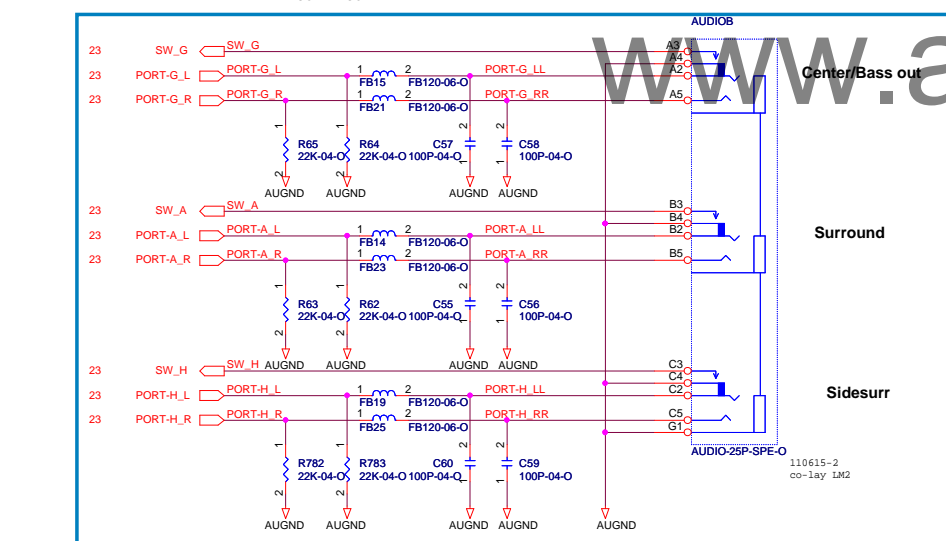 AUDIOB
www.a
23 SW_G SW_G A3
A4
23 PORT-G_L PORT-G_L 1 2 PORT-G_LL A2 Center/Bass out
FB15 FB120-06-O
23 PORT-G_R PORT-G_R 1 2 PORT-G_RR A5
FB21 FB120-06-O
1 1 2 2
R65 R64 C57 C58
22K-04-O 22K-04-O 100P-04-O 100P-04-O
2 2 1 1
AUGND AUGND AUGND AUGND
23 SW_A SW_A B3
B4
23 PORT-A_L PORT-A_L 1 2 PORT-A_LL B2 Surround
FB14 FB120-06-O
23 PORT-A_R PORT-A_R 1 2 PORT-A_RR B5
FB23 FB120-06-O
1 1 2 2
R63 R62 C55 C56
22K-04-O 22K-04-O 100P-04-O 100P-04-O
2 2 1 1
AUGND AUGND AUGND AUGND
23 SW_H SW_H C3
C4
23 PORT-H_L PORT-H_L 1 2 PORT-H_LL C2 Sidesurr
FB19 FB120-06-O
23 PORT-H_R PORT-H_R 1 2 PORT-H_RR C5
FB25 FB120-06-O
G1
AUDIO-25P-SPE-O
1 1 2 2
R782 R783 C60 C59
22K-04-O 22K-04-O 100P-04-O 100P-04-O
2 2 1 1
110615-2
co-lay LM2
AUGND AUGND AUGND AUGND AUGND